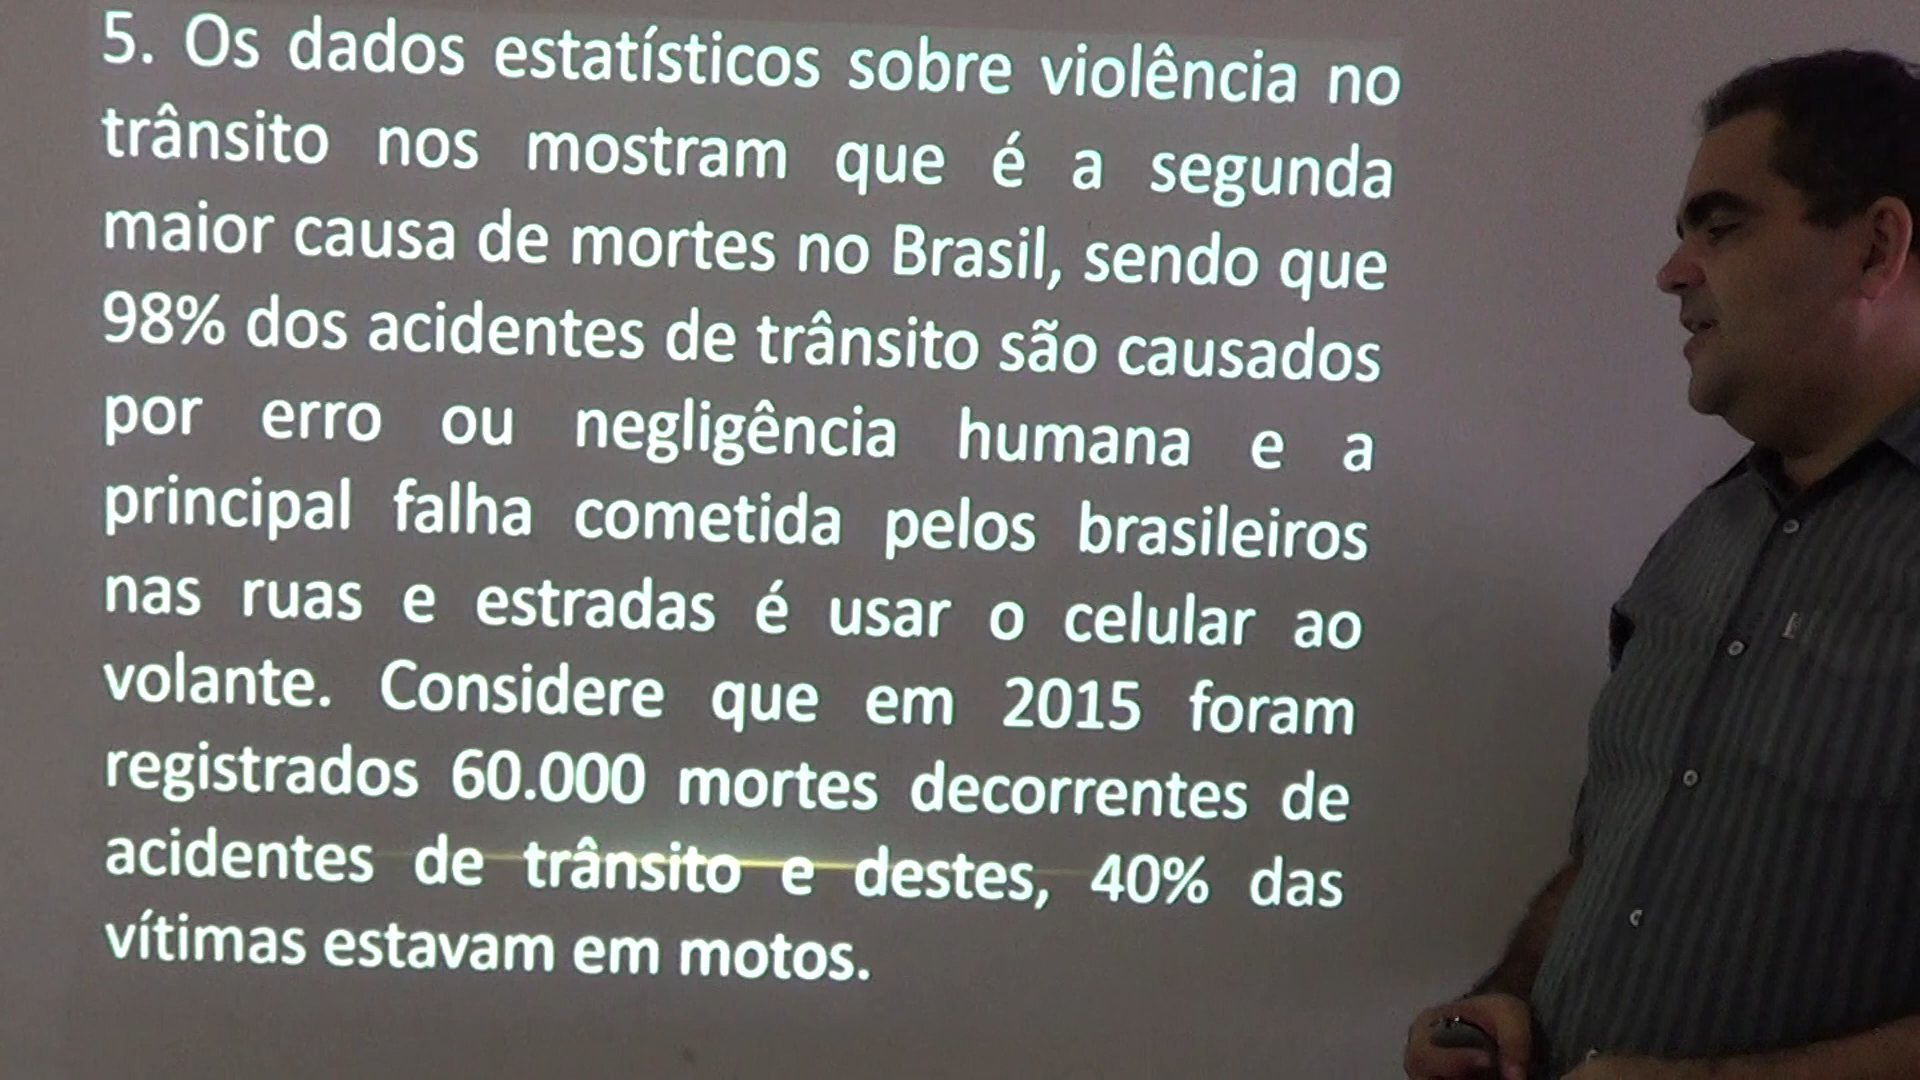 5. Os dados estatísticos sobre violência no
trânsito nos mostram que é a segunda
maior causa de mortes no Brasil, sendo que
98% dos acidentes de trânsito são causados
por erro ou negligência humana e a
principal falha cometida pelos brasileiros
nas ruas e estradas é usar o celular ao
volante. Considere que em 2015 foram
registrados 60.000 mortes decorrentes de
acidentes de trânsito e destes, 40% das
vítimas estavam em motos.